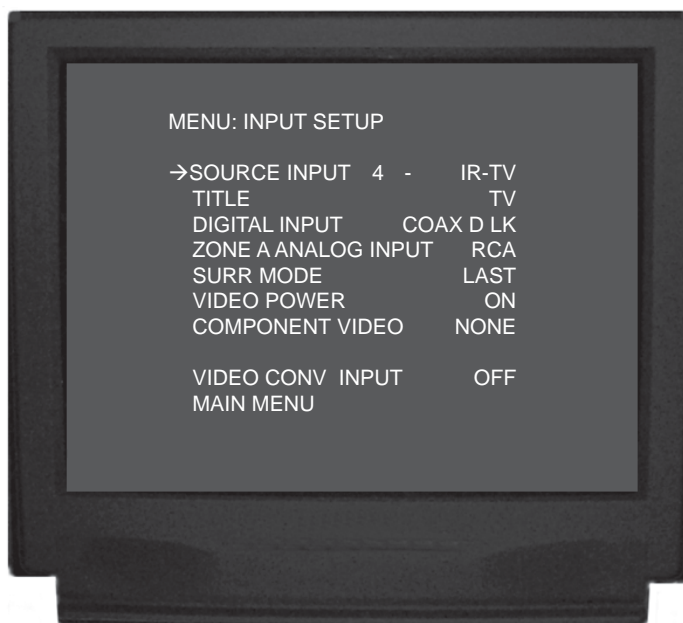 MENU: INPUT SETUP
→SOURCE INPUT 4 - IR-TV
TITLE TV
DIGITAL INPUT COAX D LK
ZONE A ANALOG INPUT RCA
SURR MODE LAST
VIDEO POWER ON
COMPONENT VIDEO NONE
VIDEO CONV INPUT OFF
MAIN MENU